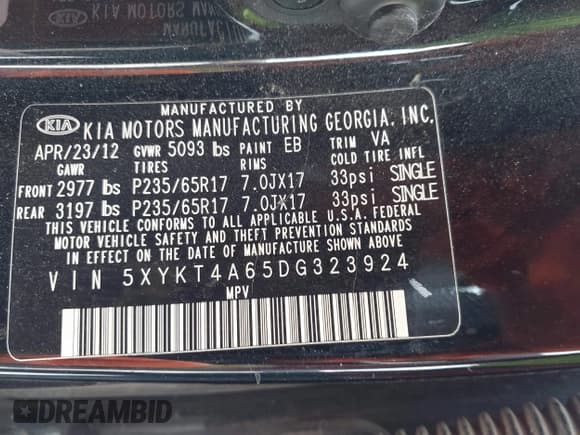 MANUFACTURED BY
KIA KIA MOTORS MANUFACTURING GEORGIA, INC.
APR/23/12 GVWR 5093 lbs PAINT EB TRIM VA
GAWR TIRES RIMS COLD TIRE INFL
FRONT 2977 lbs P235/65R17 7.0JX17 33psi SINGLE
REAR 3197 lbs P235/65R17 7.0JX17 33psi SINGLE
THIS VEHICLE CONFORMS TO ALL APPLICABLE U.S.A. FEDERAL
MOTOR VEHICLE SAFETY AND THEFT PREVENTION STANDARDS
IN EFFECT ON THE DATE OF MANUFACTURE SHOWN ABOVE
VIN 5XYKT4A65DG323924
MPV
DREAMBID